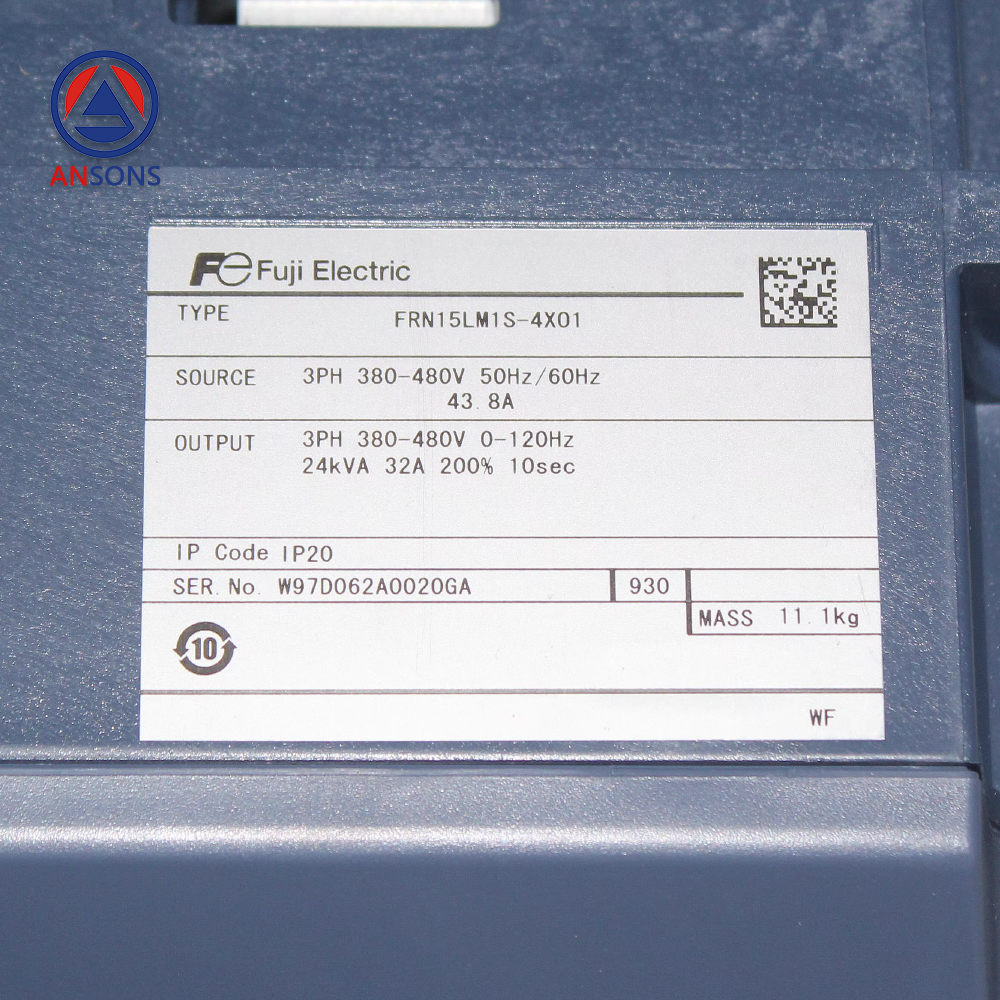 ANSONS
Fe Fuji Electric
TYPE FRN15LM1S-4X01
SOURCE 3PH 380-480V 50Hz/60Hz
43.8A
OUTPUT 3PH 380-480V 0-120Hz
24kVA 32A 200% 10sec
IP Code IP20
SER.No. W97D062A0020GA 930
MASS 11.1kg
10
WF